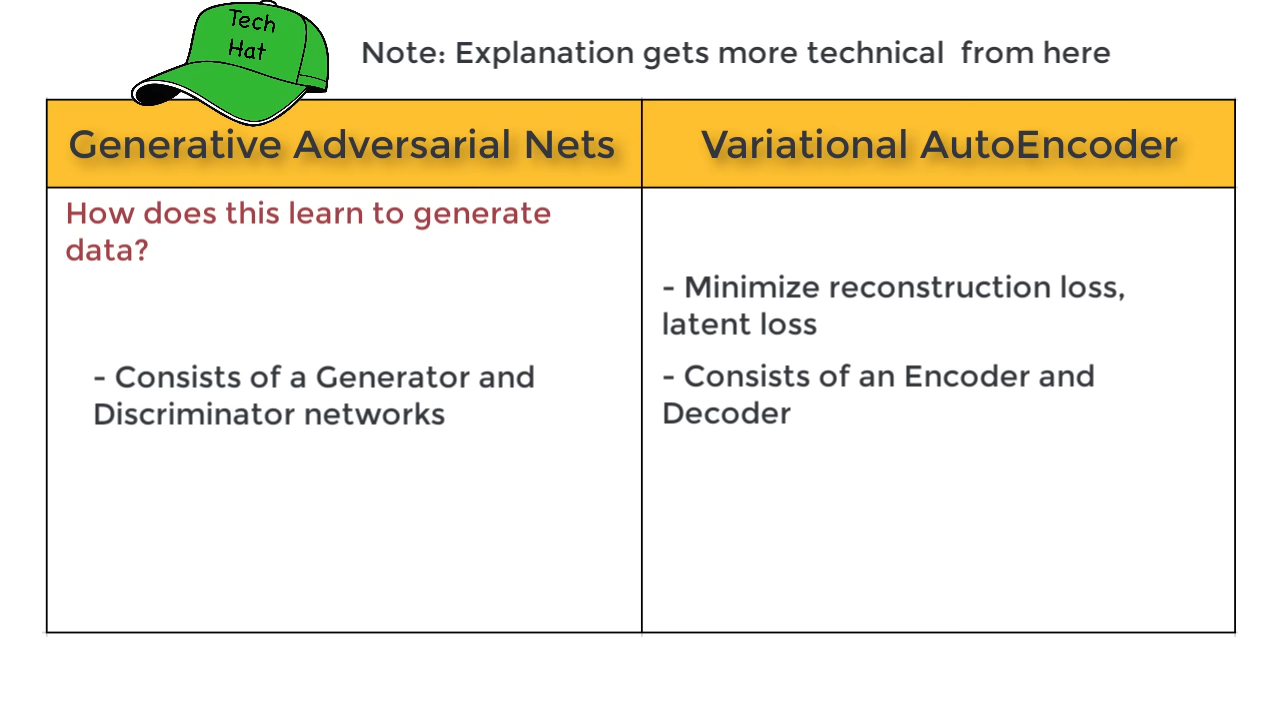 Tech
Hat
Note: Explanation gets more technical from here
Generative Adversarial Nets
Variational AutoEncoder
How does this learn to generate
data?
- Consists of a Generator and
Discriminator networks
- Minimize reconstruction loss,
latent loss
- Consists of an Encoder and
Decoder